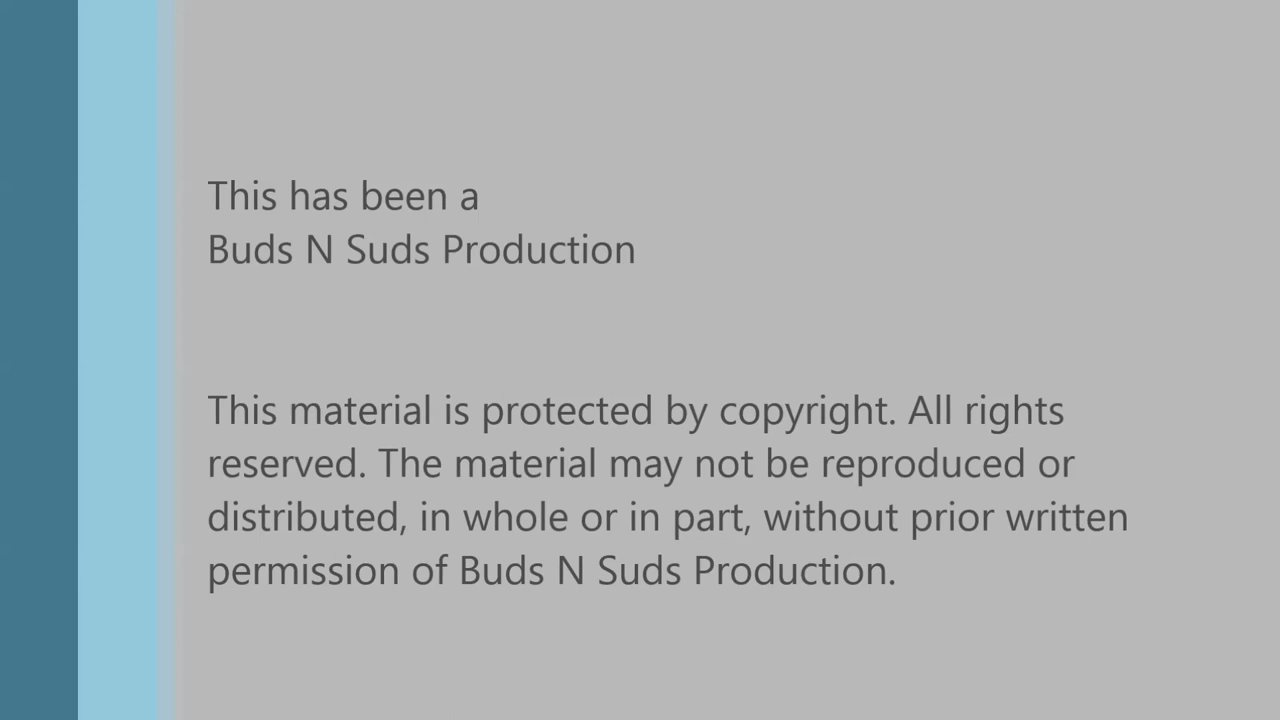 This has been a
Buds N Suds Production
This material is protected by copyright. All rights
reserved. The material may not be reproduced or
distributed, in whole or in part, without prior written
permission of Buds N Suds Production.